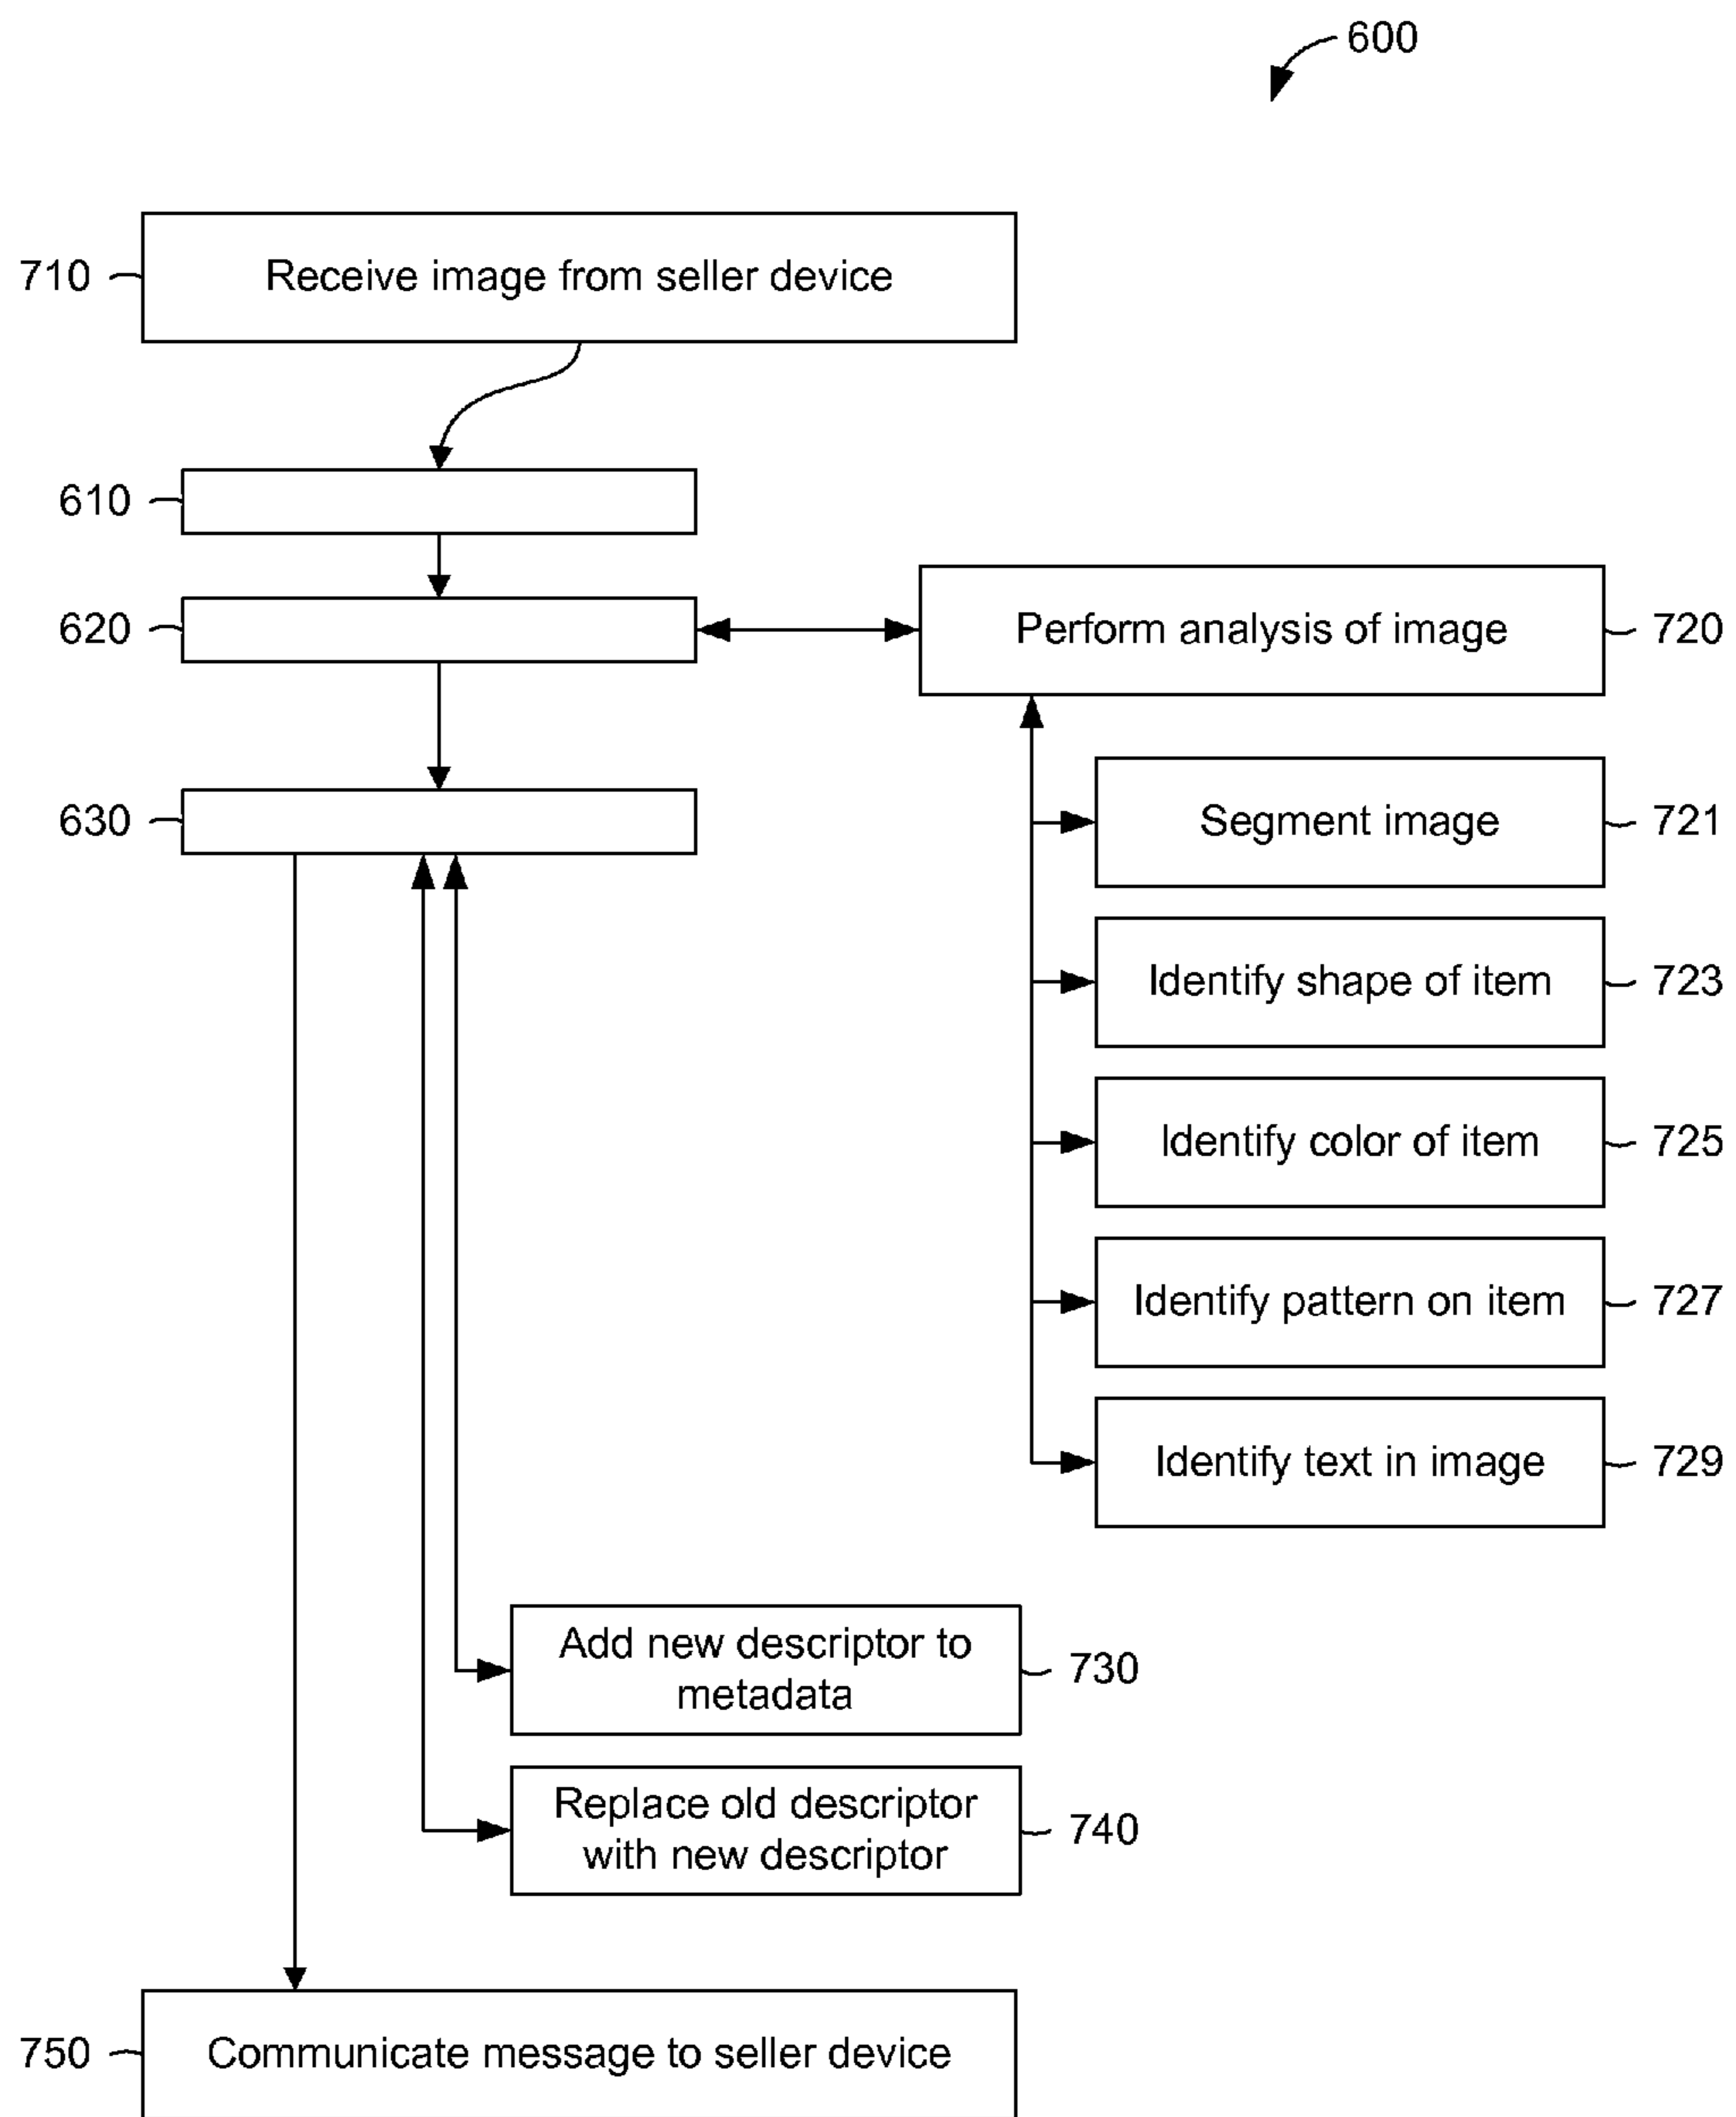 600
710
Receive image from seller device
610
620
Perform analysis of image
720
630
Segment image
721
Identify shape of item
723
Identify color of item
725
Identify pattern on item
727
Identify text in image
729
Add new descriptor to
metadata
730
Replace old descriptor
with new descriptor
740
750
Communicate message to seller device